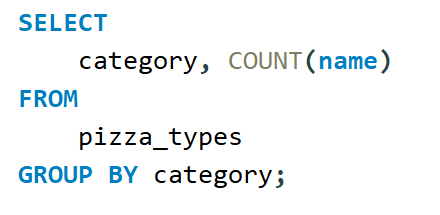 SELECT
    category, COUNT(name)
FROM
    pizza_types
GROUP BY category;